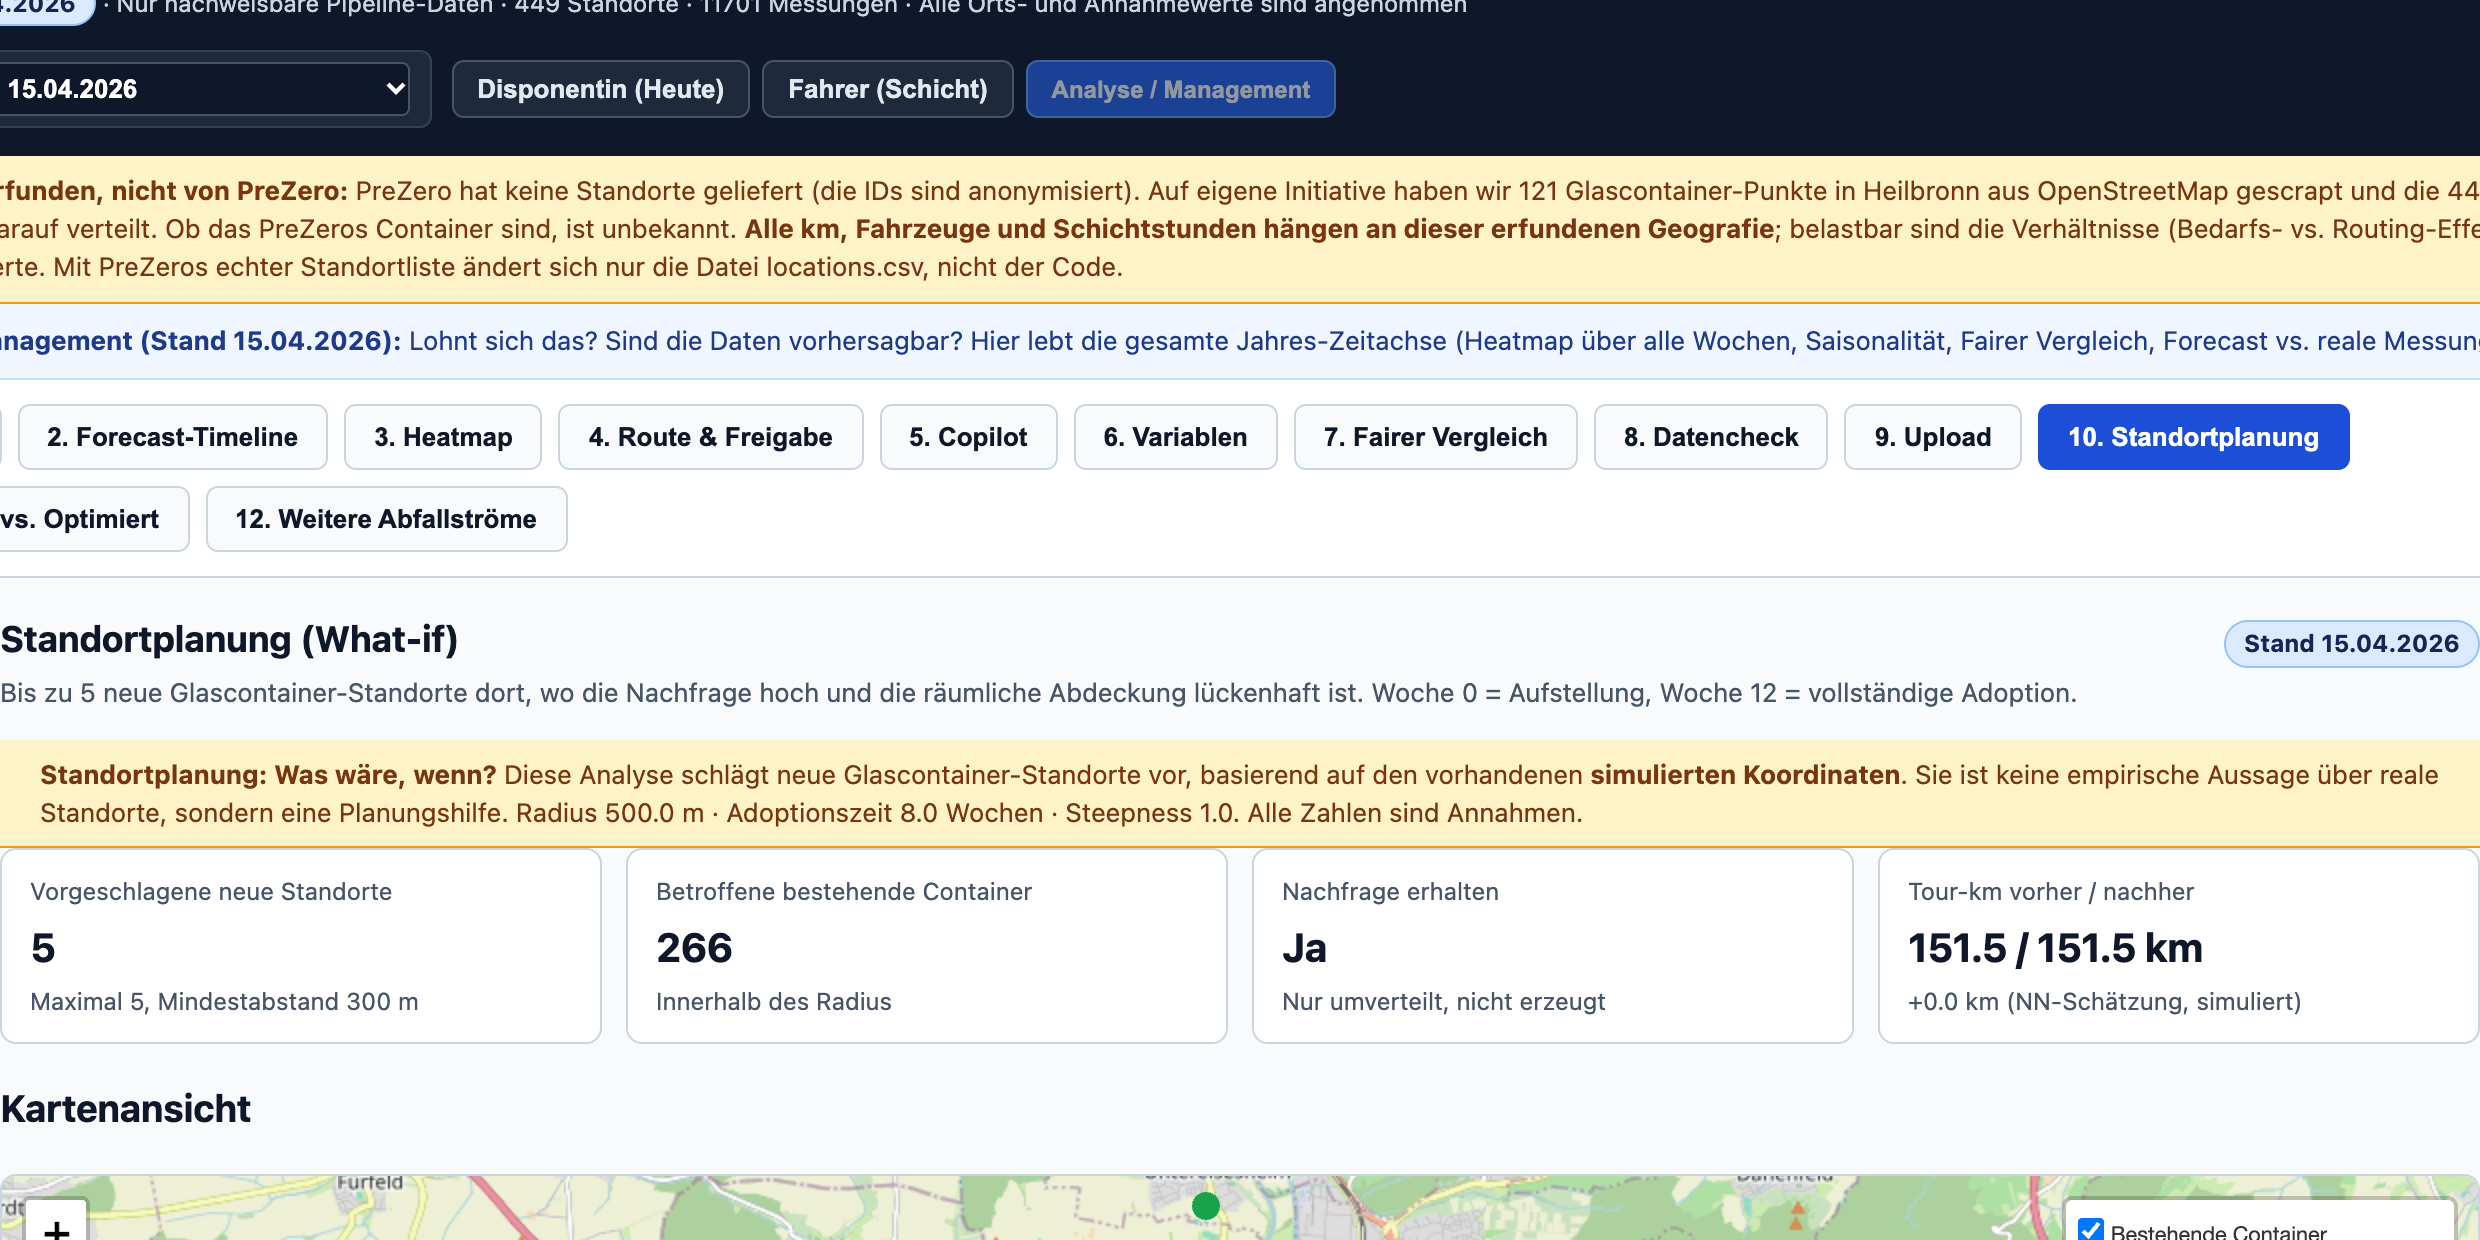 .2026 · Nur nachweisbare Pipeline-Daten · 449 Standorte · 11701 Messungen · Alle Orts- und Annahmewerte sind angenommen
15.04.2026
Disponentin (Heute)
Fahrer (Schicht)
Analyse / Management
rfunden, nicht von PreZero: PreZero hat keine Standorte geliefert (die IDs sind anonymisiert). Auf eigene Initiative haben wir 121 Glascontainer-Punkte in Heilbronn aus OpenStreetMap gescrapt und die 44
arauf verteilt. Ob das PreZeros Container sind, ist unbekannt. Alle km, Fahrzeuge und Schichtstunden hängen an dieser erfundenen Geografie; belastbar sind die Verhältnisse (Bedarfs- vs. Routing-Effe
erte. Mit PreZeros echter Standortliste ändert sich nur die Datei locations.csv, nicht der Code.
nagement (Stand 15.04.2026): Lohnt sich das? Sind die Daten vorhersagbar? Hier lebt die gesamte Jahres-Zeitachse (Heatmap über alle Wochen, Saisonalität, Fairer Vergleich, Forecast vs. reale Messun
2. Forecast-Timeline
3. Heatmap
4. Route & Freigabe
5. Copilot
6. Variablen
7. Fairer Vergleich
8. Datencheck
9. Upload
10. Standortplanung
vs. Optimiert
12. Weitere Abfallströme
Standortplanung (What-if)
Stand 15.04.2026
Bis zu 5 neue Glascontainer-Standorte dort, wo die Nachfrage hoch und die räumliche Abdeckung lückenhaft ist. Woche 0 = Aufstellung, Woche 12 = vollständige Adoption.
Standortplanung: Was wäre, wenn? Diese Analyse schlägt neue Glascontainer-Standorte vor, basierend auf den vorhandenen simulierten Koordinaten. Sie ist keine empirische Aussage über reale
Standorte, sondern eine Planungshilfe. Radius 500.0 m · Adoptionszeit 8.0 Wochen · Steepness 1.0. Alle Zahlen sind Annahmen.
Vorgeschlagene neue Standorte
5
Maximal 5, Mindestabstand 300 m
Betroffene bestehende Container
266
Innerhalb des Radius
Nachfrage erhalten
Ja
Nur umverteilt, nicht erzeugt
Tour-km vorher / nachher
151.5 / 151.5 km
+0.0 km (NN-Schätzung, simuliert)
Kartenansicht
Fürfeld
+
Bestehende Container